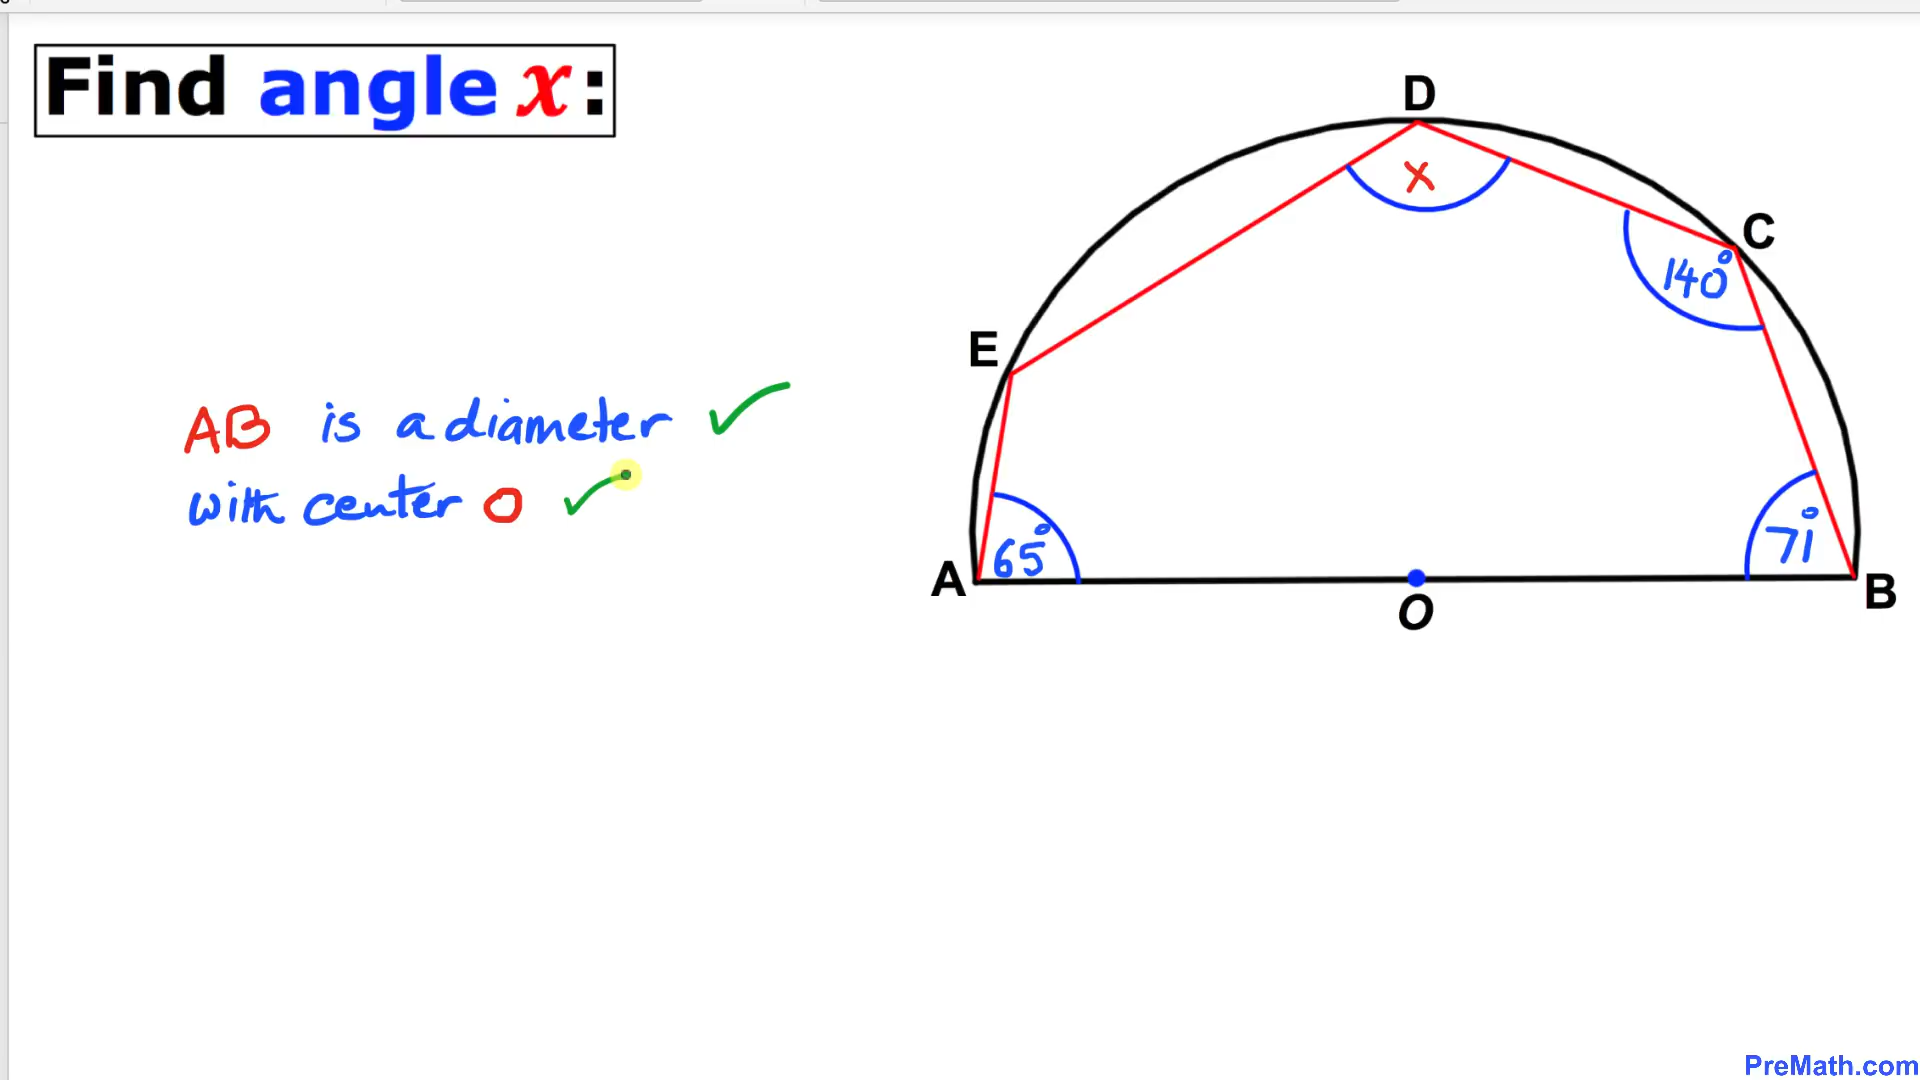 Find angle x:
D
x
C
140°
E
AB is a diameter
with center O
65°
71°
A
B
O
PreMath.com